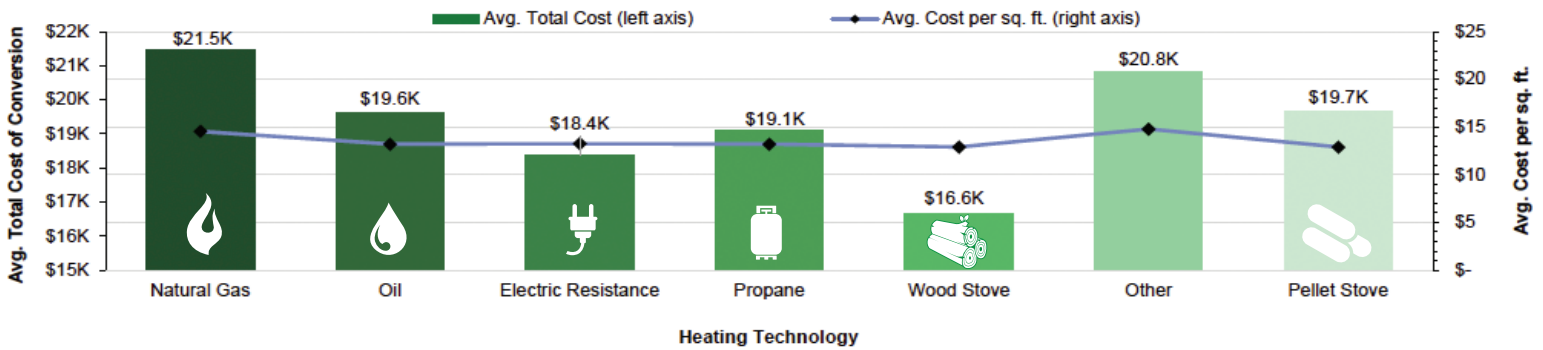 Avg. Total Cost (left axis)
Avg. Cost per sq. ft. (right axis)
Avg. Total Cost of Conversion
$22K
$21K
$20K
$19K
$18K
$17K
$16K
$15K
$21.5K
$19.6K
$18.4K
$19.1K
$16.6K
$20.8K
$19.7K
$25
$20
$15
$10
$5
$-
Avg. Cost per sq. ft.
Natural Gas
Oil
Electric Resistance
Propane
Wood Stove
Other
Pellet Stove
Heating Technology